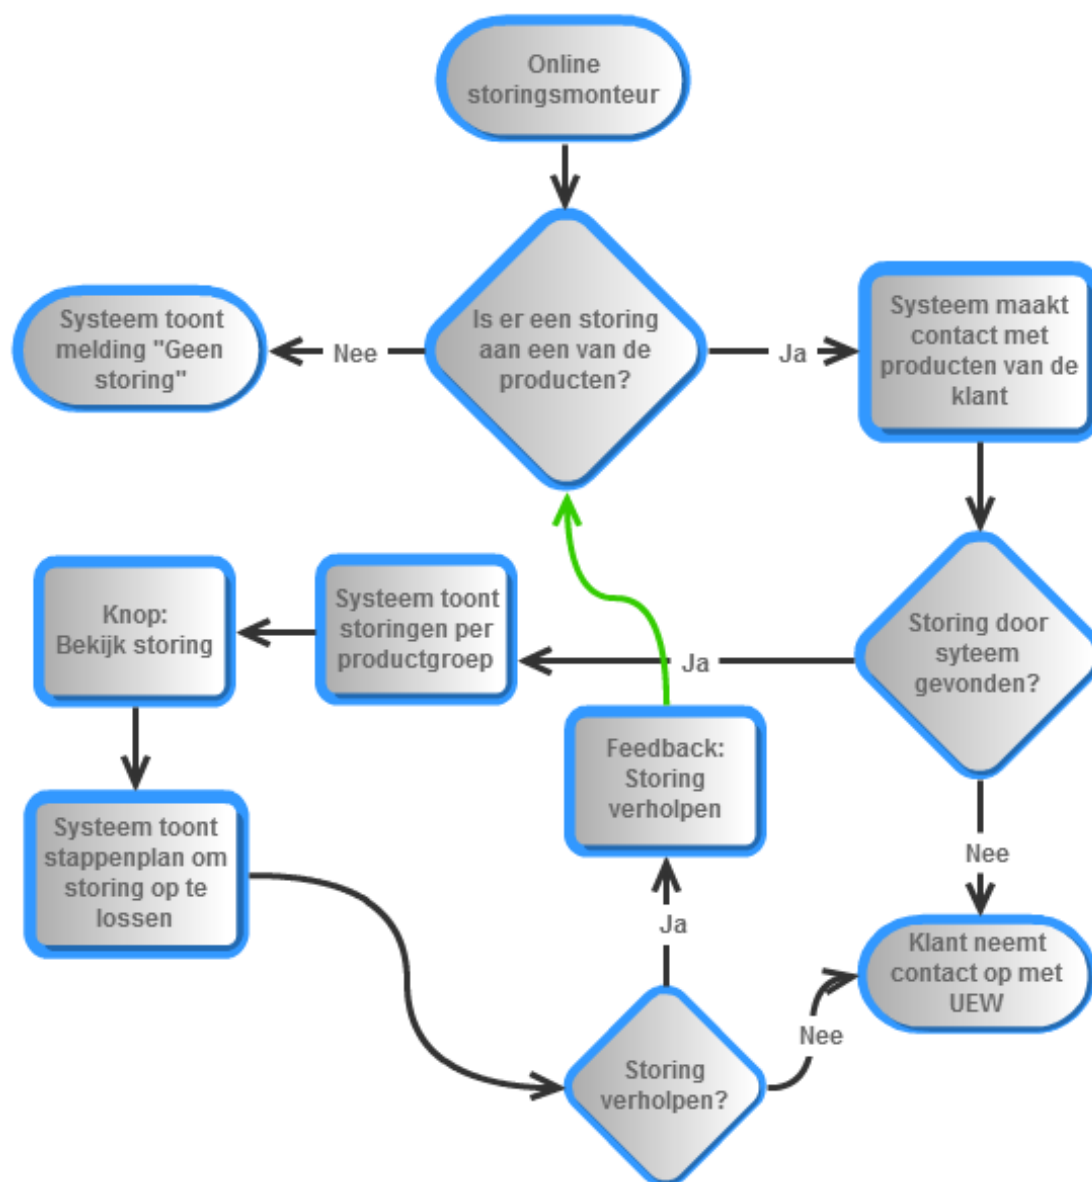 Online
storingsmonteur
Is er een storing
aan een van de
producten?
Nee
Systeem toont
melding "Geen
storing"
Ja
Systeem maakt
contact met
producten van de
klant
Storing door
syteem
gevonden?
Ja
Systeem toont
storingen per
productgroep
Knop:
Bekijk storing
Systeem toont
stappenplan om
storing op te
lossen
Storing
verholpen?
Ja
Feedback:
Storing
verholpen
Nee
Nee
Klant neemt
contact op met
UEW